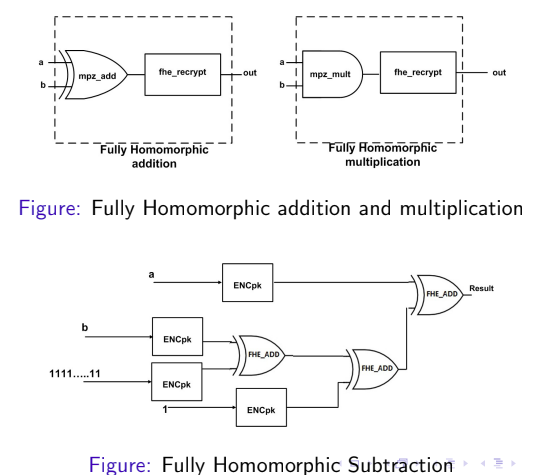 a
b
mpz_add
fhe_recrypt
out
Fully Homomorphic
addition
a
b
mpz_mult
fhe_recrypt
out
Fully Homomorphic
multiplication
Figure: Fully Homomorphic addition and multiplication
a
ENCpk
FHE_ADD
Result
b
ENCpk
FHE_ADD
FHE_ADD
1111.....11
ENCpk
1
ENCpk
Figure: Fully Homomorphic Subtraction